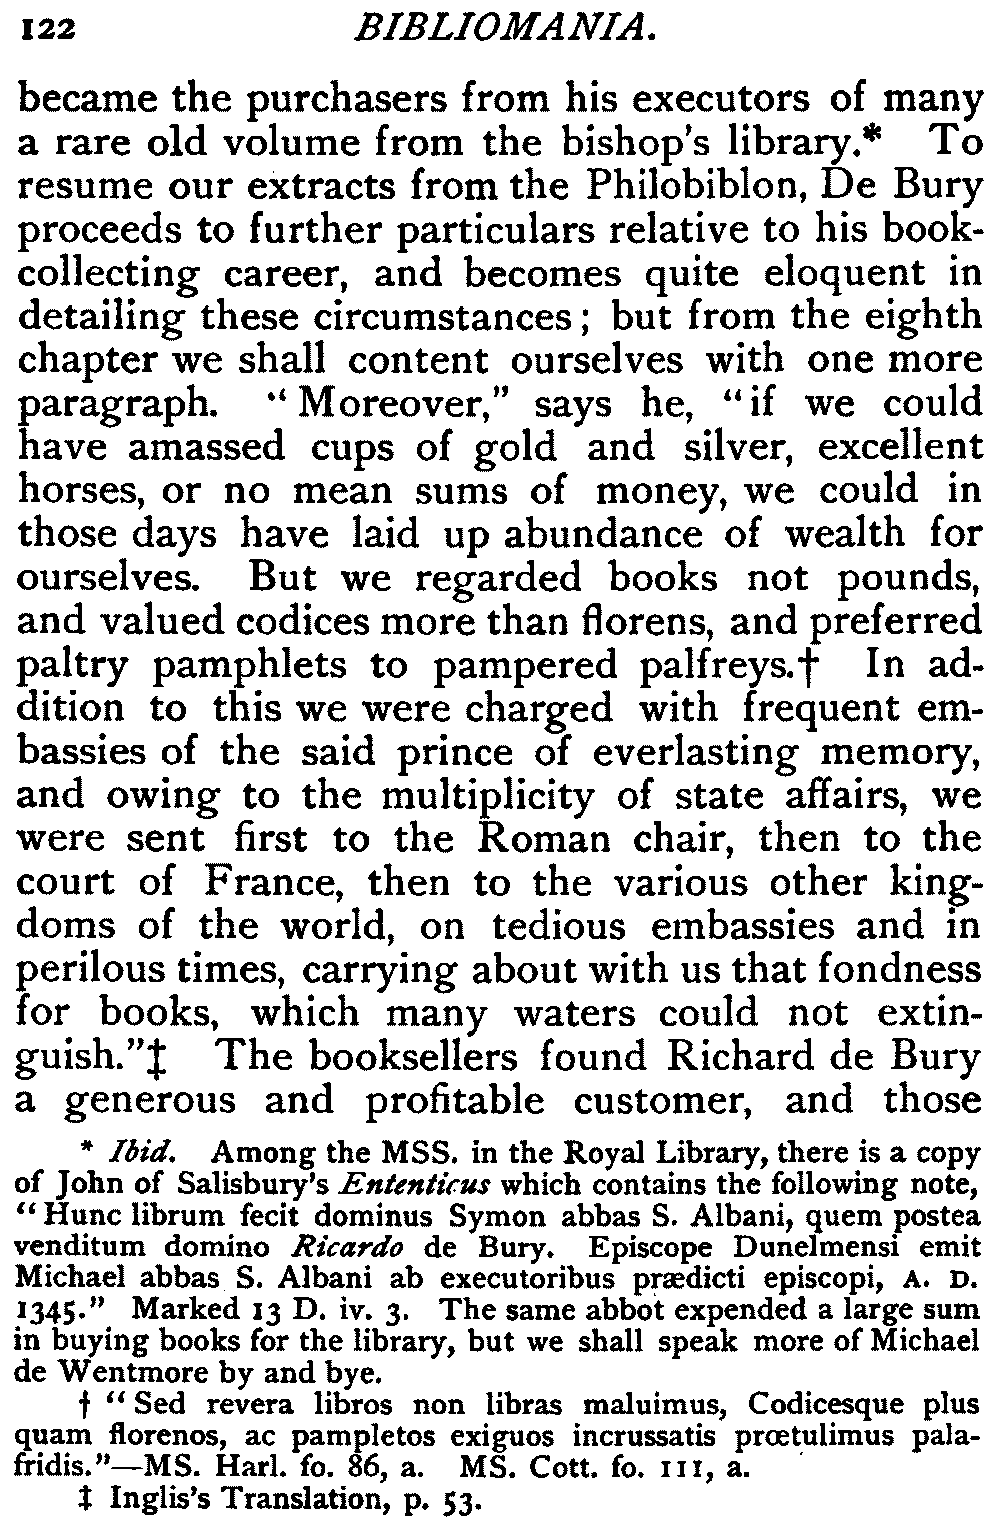 122 BIBLIOMANIA.
became the purchasers from his executors of many
a rare old volume from the bishop's library.* To
resume our extracts from the Philobiblon, De Bury
proceeds to further particulars relative to his book-
collecting career, and becomes quite eloquent in
detailing these circumstances; but from the eighth
chapter we shall content ourselves with one more
paragraph. "Moreover," says he, "if we could
have amassed cups of gold and silver, excellent
horses, or no mean sums of money, we could in
those days have laid up abundance of wealth for
ourselves. But we regarded books not pounds,
and valued codices more than florens, and preferred
paltry pamphlets to pampered palfreys.† In ad-
dition to this we were charged with frequent em-
bassies of the said prince of everlasting memory,
and owing to the multiplicity of state affairs, we
were sent first to the Roman chair, then to the
court of France, then to the various other king-
doms of the world, on tedious embassies and in
perilous times, carrying about with us that fondness
for books, which many waters could not extin-
guish."‡ The booksellers found Richard de Bury
a generous and profitable customer, and those
* Ibid. Among the MSS. in the Royal Library, there is a copy
of John of Salisbury's Ententicus which contains the following note,
"Hunc librum fecit dominus Symon abbas S. Albani, quem postea
venditum domino Ricardo de Bury. Episcope Dunelmensi emit
Michael abbas S. Albani ab executoribus prædicti episcopi, A. D.
1345." Marked 13 D. iv. 3. The same abbot expended a large sum
in buying books for the library, but we shall speak more of Michael
de Wentmore by and bye.
† "Sed revera libros non libras maluimus, Codicesque plus
quam florenos, ac pampletos exiguos incrussatis prœtulimus pala-
fridis."—MS. Harl. fo. 86, a. MS. Cott. fo. 111, a.
‡ Inglis's Translation, p. 53.